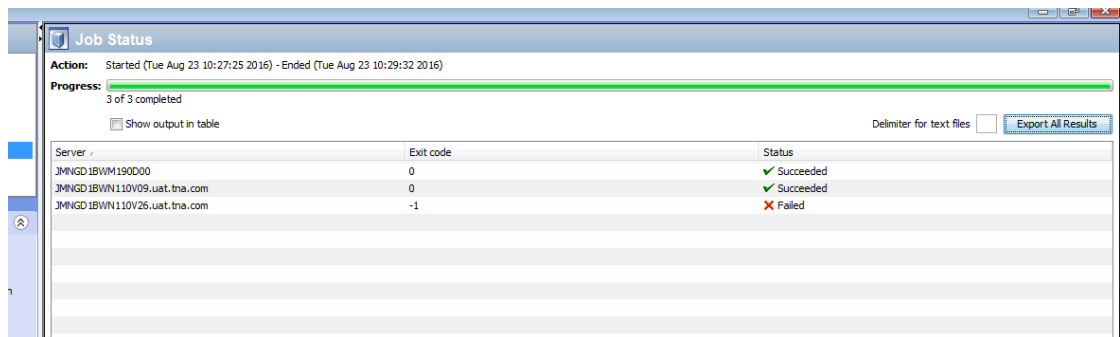 Job Status
Action: Started (Tue Aug 23 10:27:25 2016) - Ended (Tue Aug 23 10:29:32 2016)
Progress:
3 of 3 completed
Show output in table Delimiter for text files Export All Results
Server Exit code Status
JMNGD1BWM190D00 0 Succeeded
JMNGD1BWN110V09.uat.tna.com 0 Succeeded
JMNGD1BWN110V26.uat.tna.com -1 Failed
n